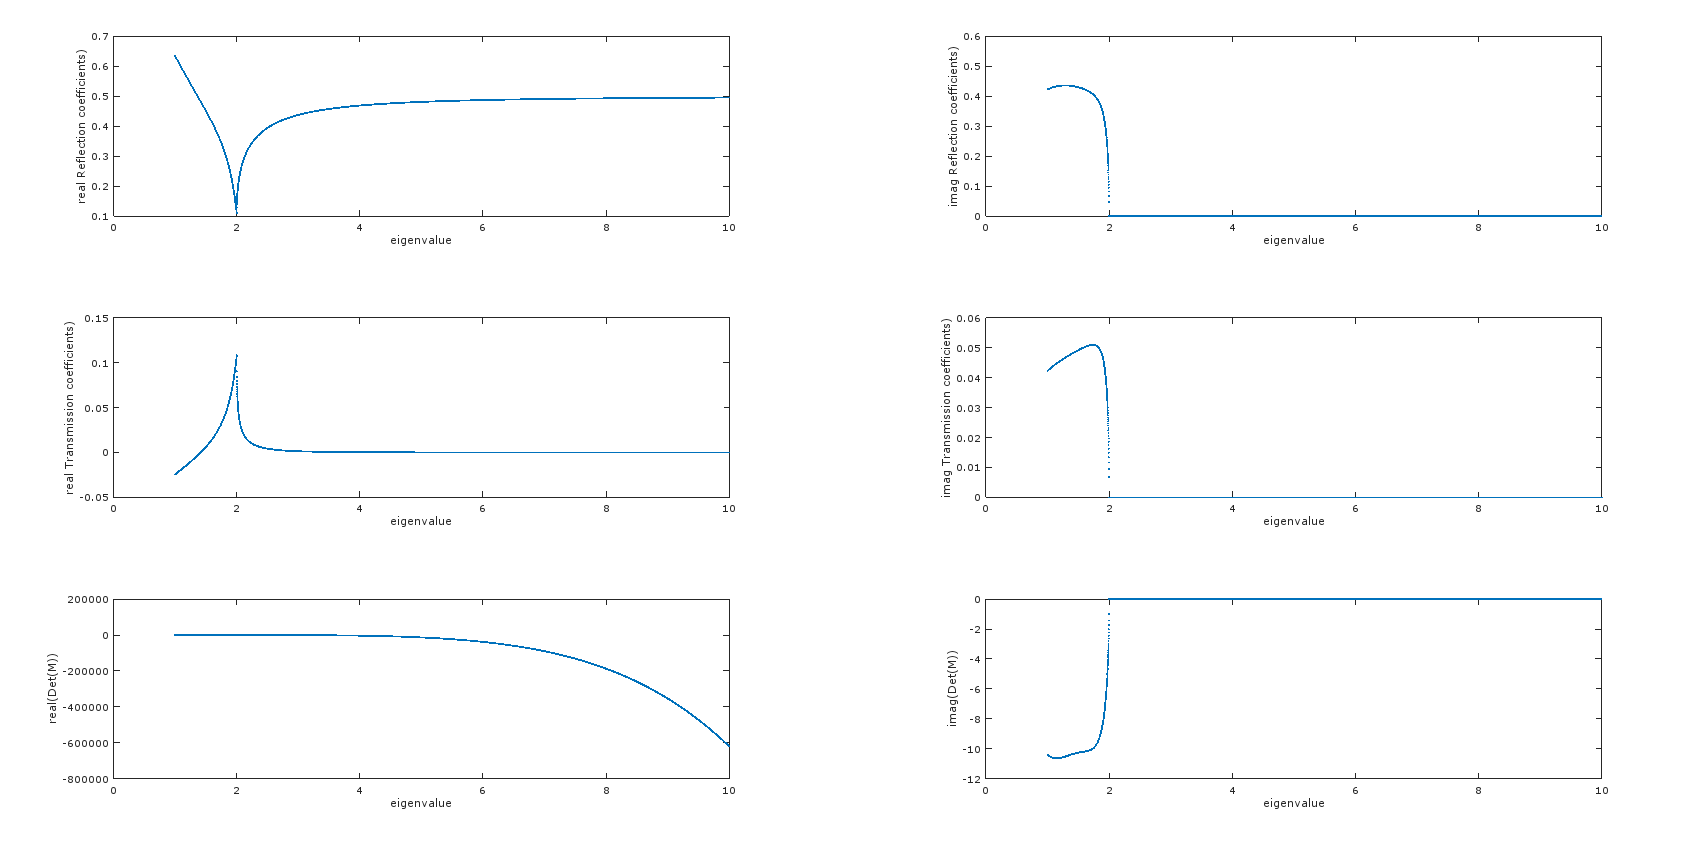 real Reflection coefficients)
0.7
0.6
0.5
0.4
0.3
0.2
0.1
0 2 4 6 8 10
eigenvalue
imag Reflection coefficients)
0.6
0.5
0.4
0.3
0.2
0.1
0
0 2 4 6 8 10
eigenvalue
real Transmission coefficients)
0.15
0.1
0.05
0
-0.05
0 2 4 6 8 10
eigenvalue
imag Transmission coefficients)
0.06
0.05
0.04
0.03
0.02
0.01
0
0 2 4 6 8 10
eigenvalue
real(Det(M))
200000
0
-200000
-400000
-600000
-800000
0 2 4 6 8 10
eigenvalue
imag(Det(M))
0
-2
-4
-6
-8
-10
-12
0 2 4 6 8 10
eigenvalue